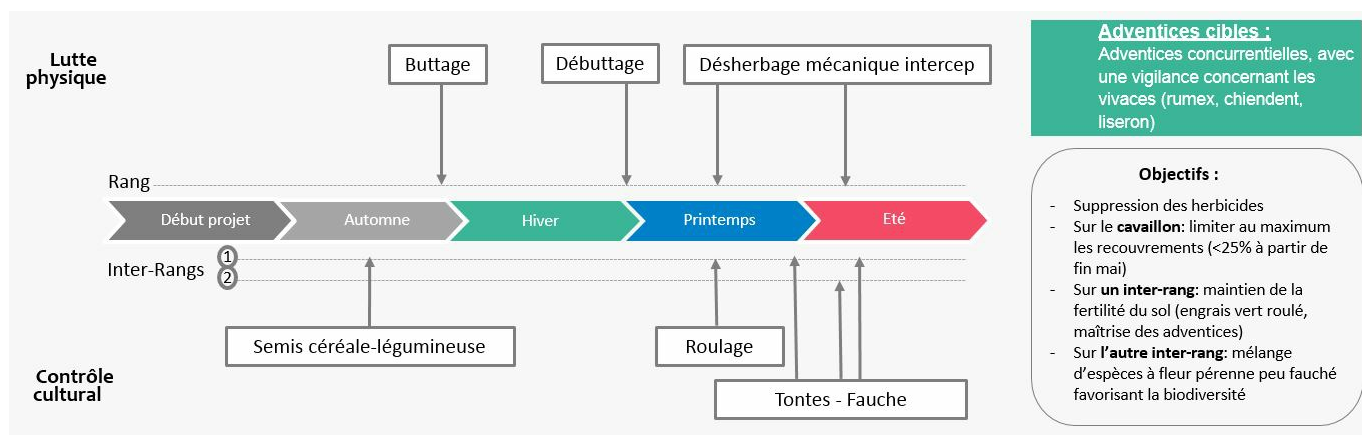 Lutte
physique
Buttage
Débuttage
Désherbage mécanique intercep
Rang
Début projet
Automne
Hiver
Printemps
Eté
Inter-Rangs
1
2
Semis céréale-légumineuse
Roulage
Tontes - Fauche
Contrôle
cultural
Adventices cibles :
Adventices concurrentielles, avec
une vigilance concernant les
vivaces (rumex, chiendent,
liseron)
Objectifs :
- Suppression des herbicides
- Sur le cavaillon: limiter au maximum
les recouvrements (<25% à partir de
fin mai)
- Sur un inter-rang: maintien de la
fertilité du sol (engrais vert roulé,
maîtrise des adventices)
- Sur l’autre inter-rang: mélange
d’espèces à fleur pérenne peu fauché
favorisant la biodiversité